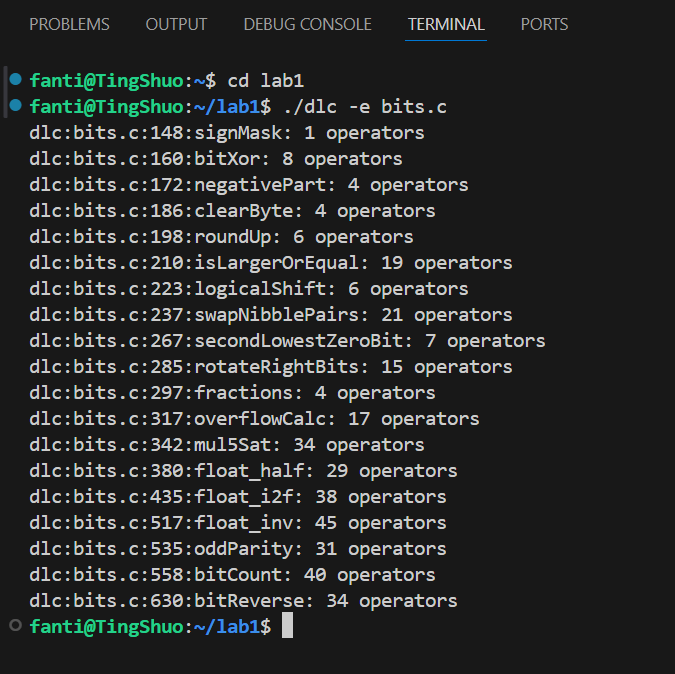 PROBLEMS OUTPUT DEBUG CONSOLE TERMINAL PORTS
fanti@TingShuo:~$ cd lab1
fanti@TingShuo:~/lab1$ ./dlc -e bits.c
dlc:bits.c:148:signMask: 1 operators
dlc:bits.c:160:bitXor: 8 operators
dlc:bits.c:172:negativePart: 4 operators
dlc:bits.c:186:clearByte: 4 operators
dlc:bits.c:198:roundUp: 6 operators
dlc:bits.c:210:isLargerOrEqual: 19 operators
dlc:bits.c:223:logicalShift: 6 operators
dlc:bits.c:237:swapNibblePairs: 21 operators
dlc:bits.c:267:secondLowestZeroBit: 7 operators
dlc:bits.c:285:rotateRightBits: 15 operators
dlc:bits.c:297:fractions: 4 operators
dlc:bits.c:317:overflowCalc: 17 operators
dlc:bits.c:342:mul5Sat: 34 operators
dlc:bits.c:380:float_half: 29 operators
dlc:bits.c:435:float_i2f: 38 operators
dlc:bits.c:517:float_inv: 45 operators
dlc:bits.c:535:oddParity: 31 operators
dlc:bits.c:558:bitCount: 40 operators
dlc:bits.c:630:bitReverse: 34 operators
fanti@TingShuo:~/lab1$